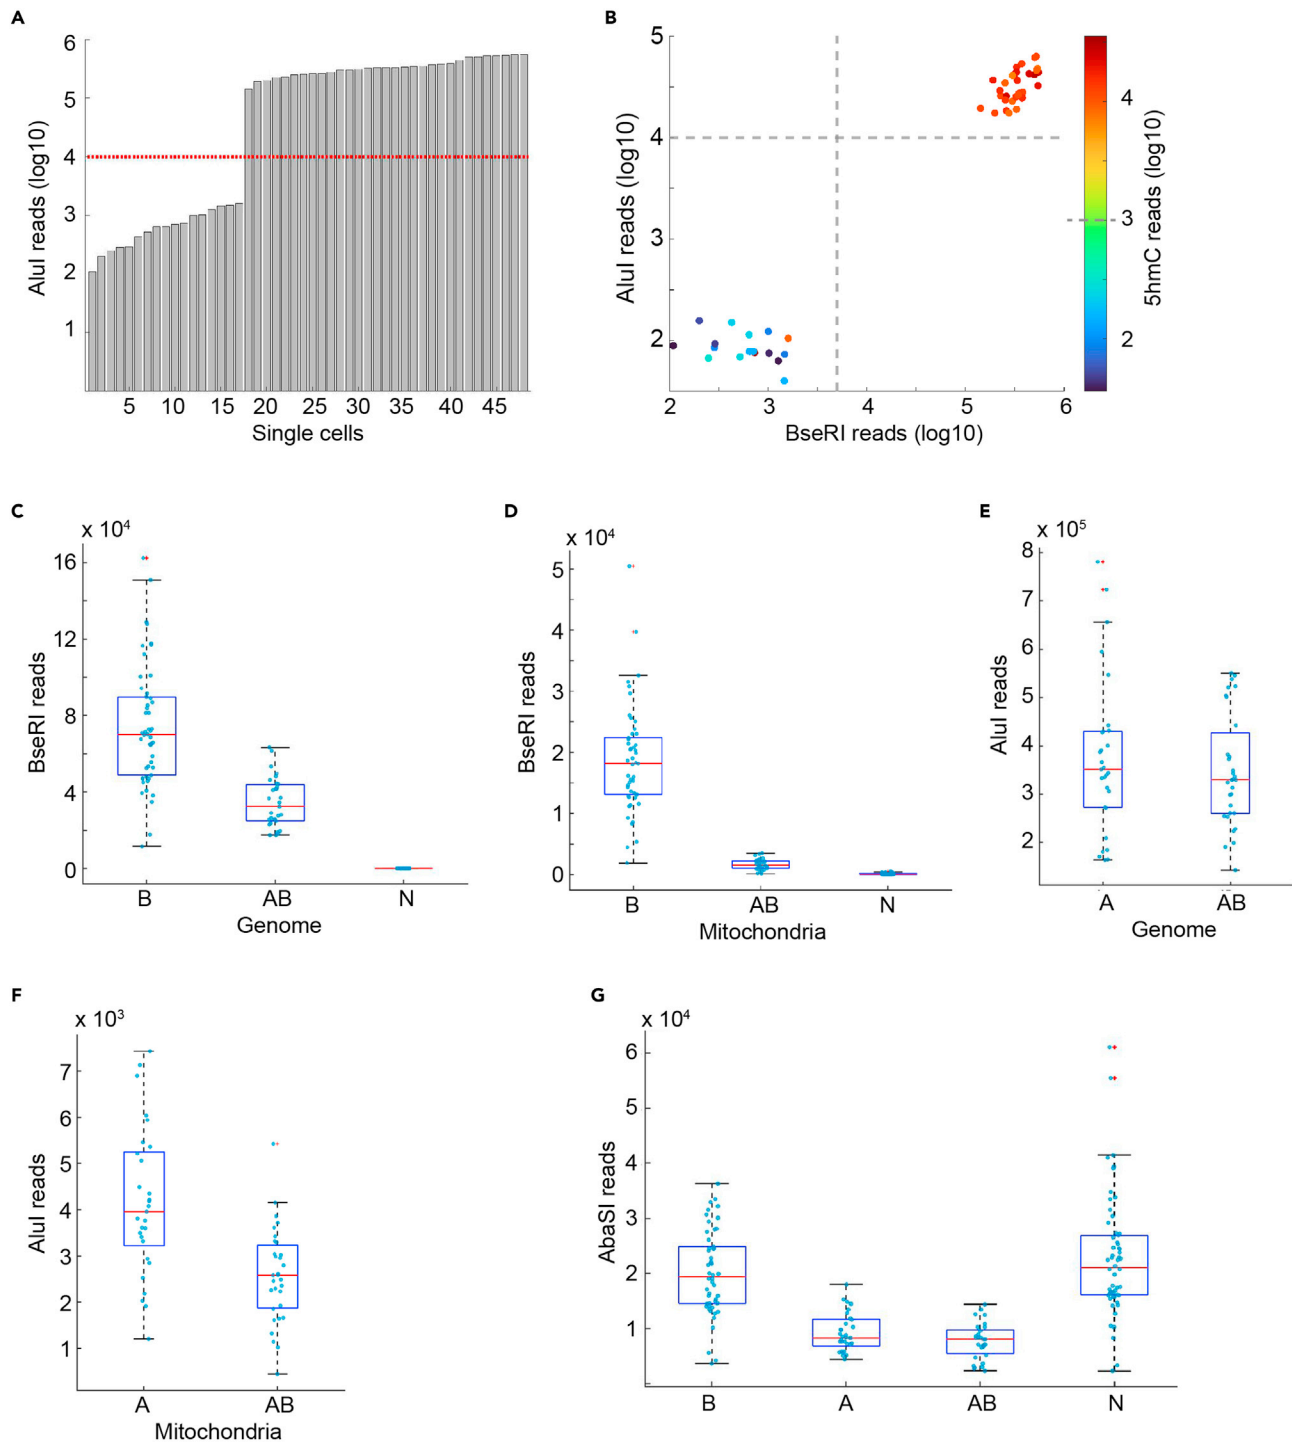 A
AluI reads (log10)
6
5
4
3
2
1
5 10 15 20 25 30 35 40 45
Single cells
B
AluI reads (log10)
5
4
3
2
2 3 4 5 6
BseRI reads (log10)
4
3
2
5hmC reads (log10)
C
x 10⁴
BseRI reads
16
12
8
4
0
B AB N
Genome
D
x 10⁴
BseRI reads
5
4
3
2
1
0
B AB N
Mitochondria
E
x 10⁵
AluI reads
8
7
6
5
4
3
2
A AB
Genome
F
x 10³
AluI reads
7
6
5
4
3
2
1
A AB
Mitochondria
G
x 10⁴
AbaSI reads
6
5
4
3
2
1
B A AB N